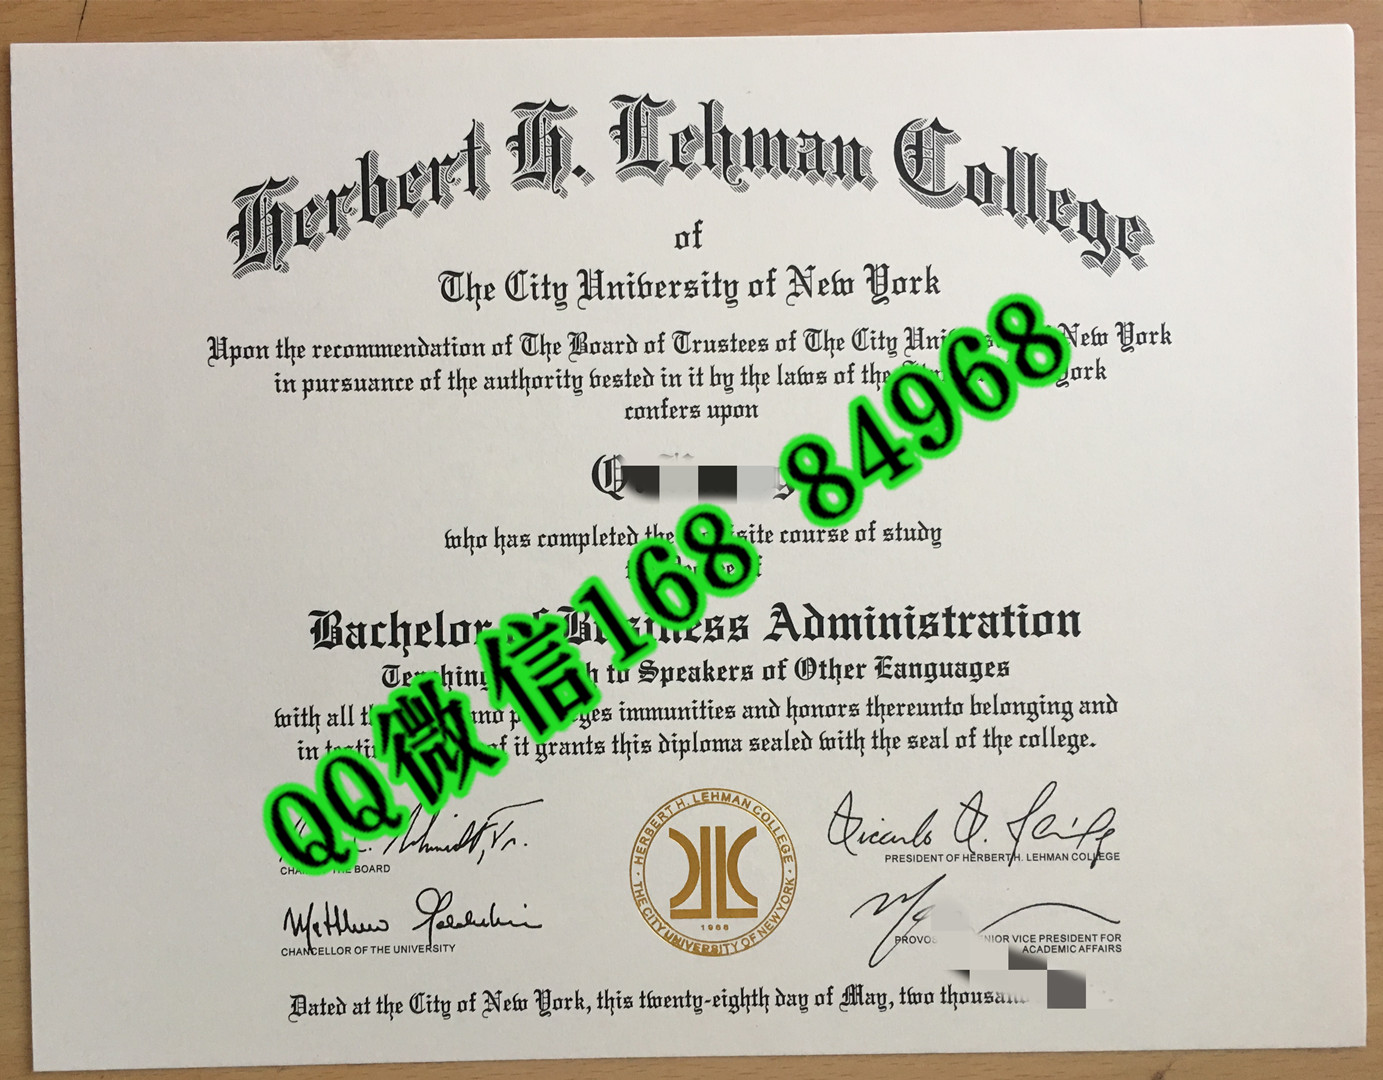 Herbert H. Lehman College
of
The City University of New York
Upon the recommendation of The Board of Trustees of The City New York
in pursuance of the authority vested in it by the laws of the York
confers upon
who has completed the course of study
Bachelor of Business Administration
to Speakers of Other Eanguages
with all immunities and honors thereunto belonging and
in of it grants this diploma sealed with the seal of the college.
QQ微信168 84968
BOARD
PRESIDENT OF HERBERT H. LEHMAN COLLEGE
CHANCELLOR OF THE UNIVERSITY
VICE PRESIDENT FOR
ACADEMIC AFFAIRS
HERBERT H. LEHMAN COLLEGE
THE CITY UNIVERSITY OF NEW YORK
1968
Dated at the City of New York, this twenty-eighth day of May, two